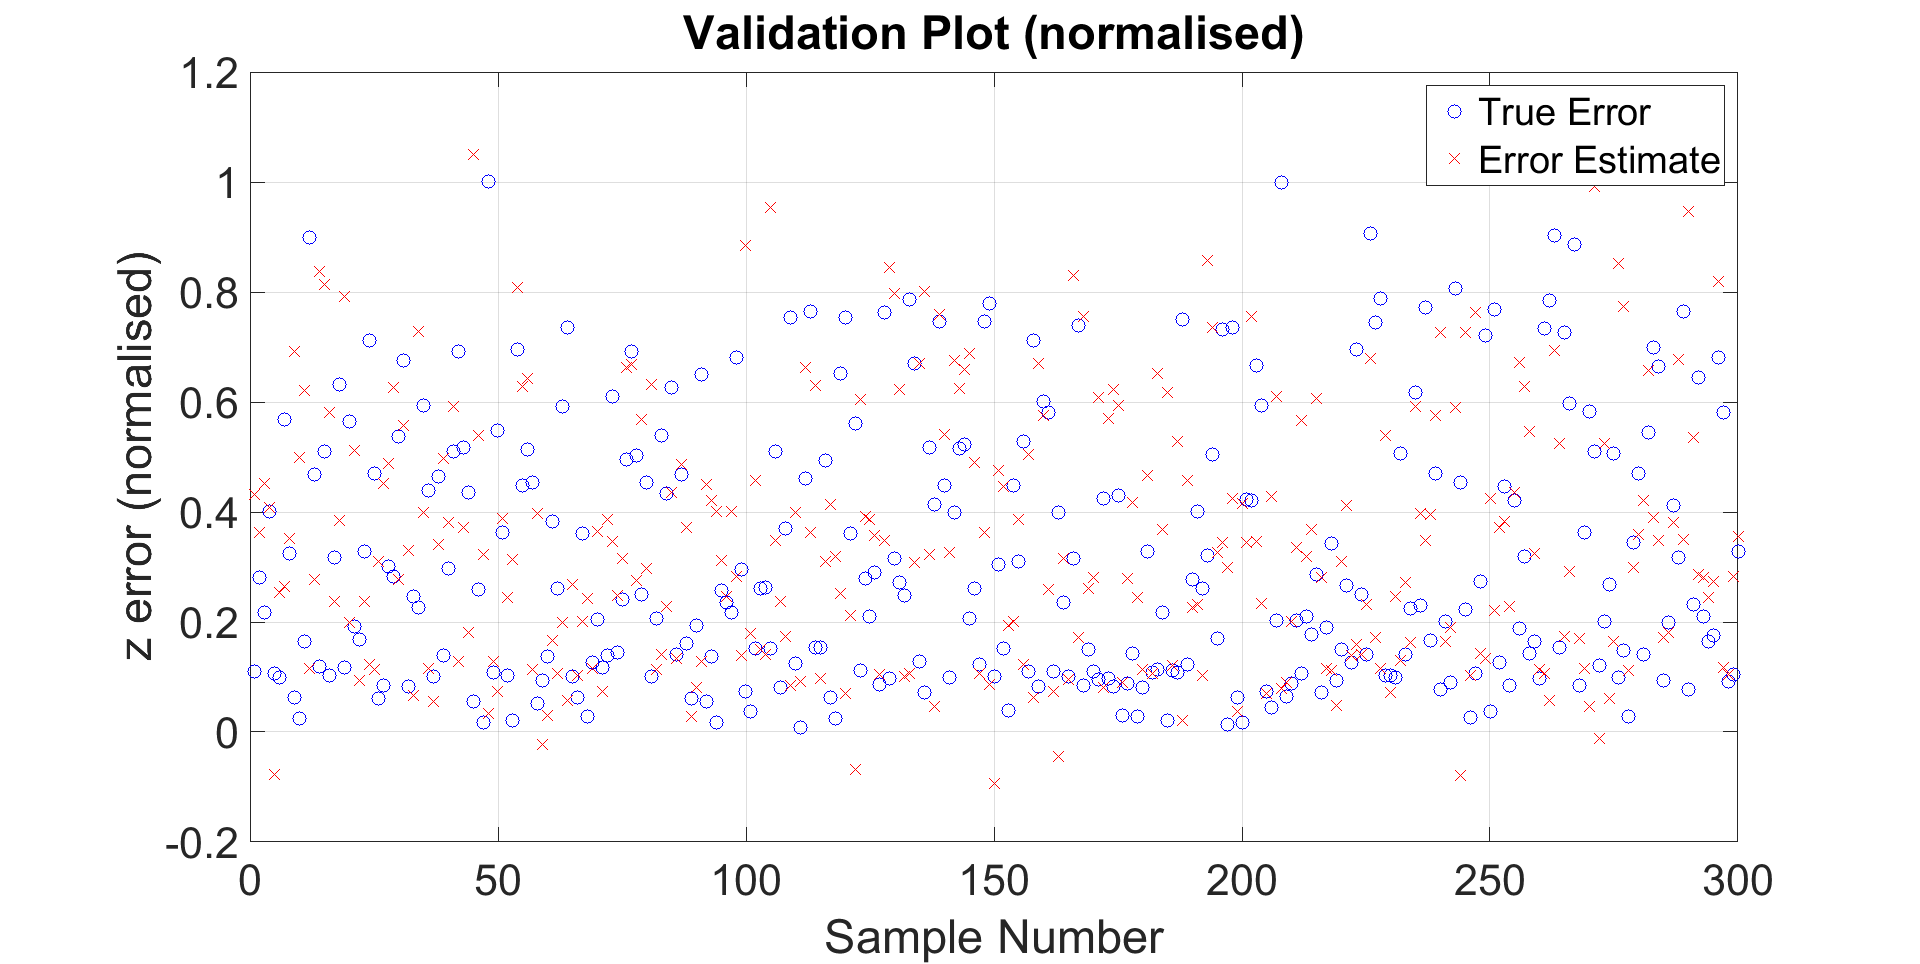 Validation Plot (normalised)
1.2
1
0.8
0.6
0.4
0.2
0
-0.2
z error (normalised)
True Error
Error Estimate
0 50 100 150 200 250 300
Sample Number